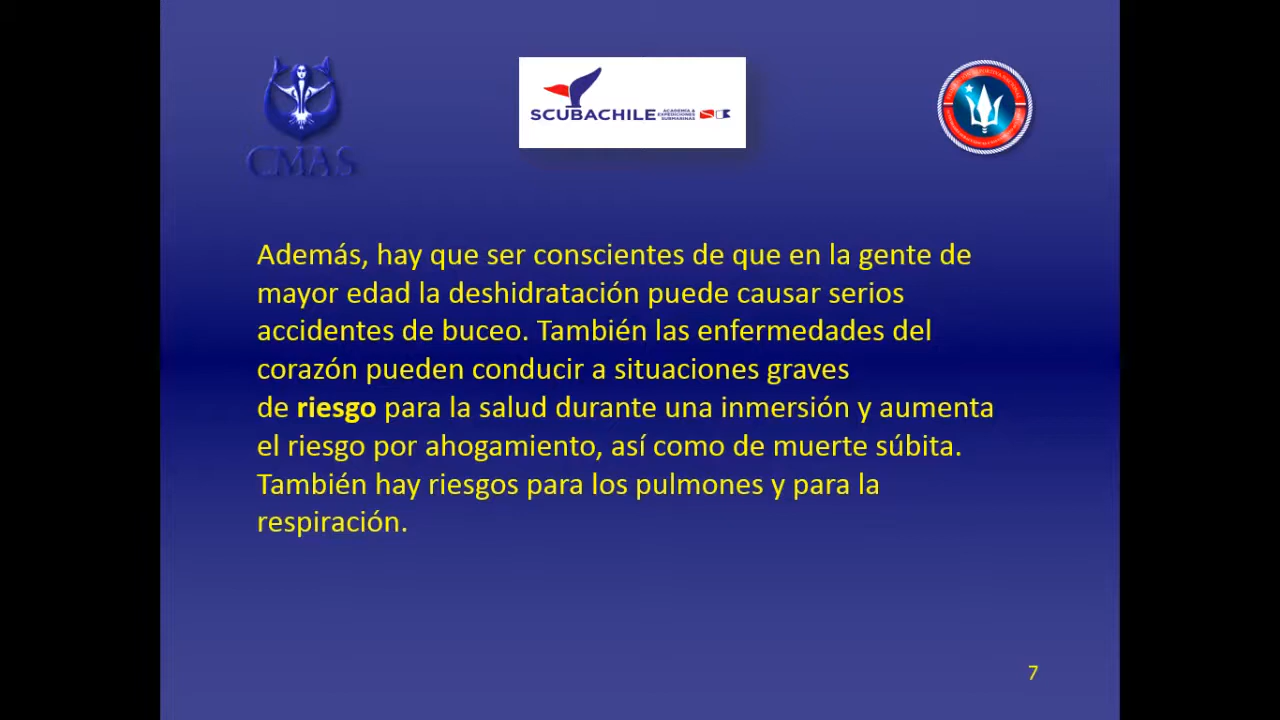 CMAS
SCUBACHILE
ACADEMIA &
EXPEDICIONES
SUBMARINAS
Además, hay que ser conscientes de que en la gente de
mayor edad la deshidratación puede causar serios
accidentes de buceo. También las enfermedades del
corazón pueden conducir a situaciones graves
de riesgo para la salud durante una inmersión y aumenta
el riesgo por ahogamiento, así como de muerte súbita.
También hay riesgos para los pulmones y para la
respiración.
7